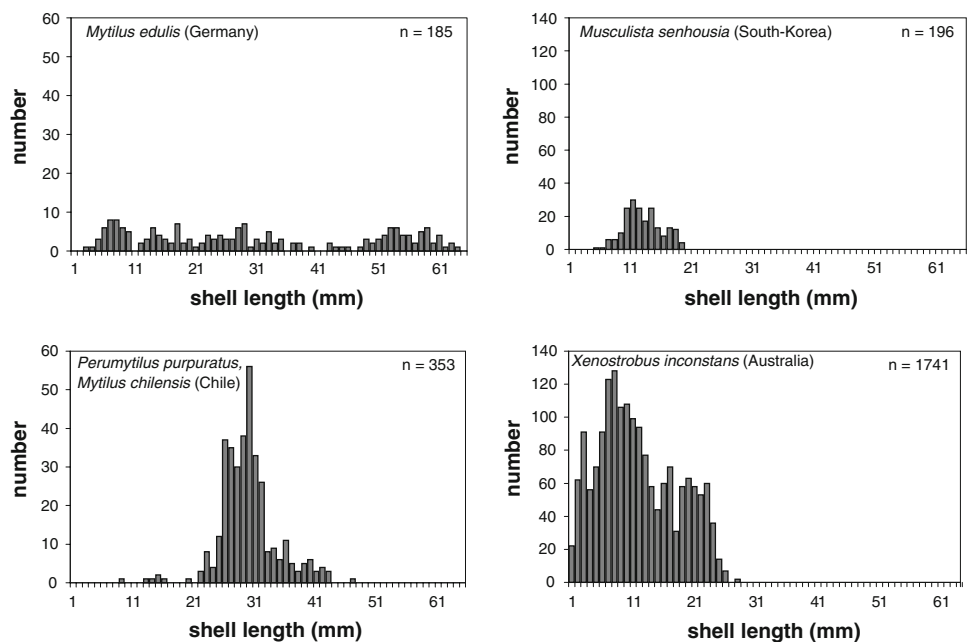 Mytilus edulis (Germany)
n = 185
60
50
40
30
20
10
0
number
1 11 21 31 41 51 61
shell length (mm)
Musculista senhousia (South-Korea)
n = 196
140
120
100
80
60
40
20
0
number
1 11 21 31 41 51 61
shell length (mm)
Perumytilus purpuratus,
Mytilus chilensis (Chile)
n = 353
60
50
40
30
20
10
0
number
1 11 21 31 41 51 61
shell length (mm)
Xenostrobus inconstans (Australia)
n = 1741
140
120
100
80
60
40
20
0
number
1 11 21 31 41 51 61
shell length (mm)